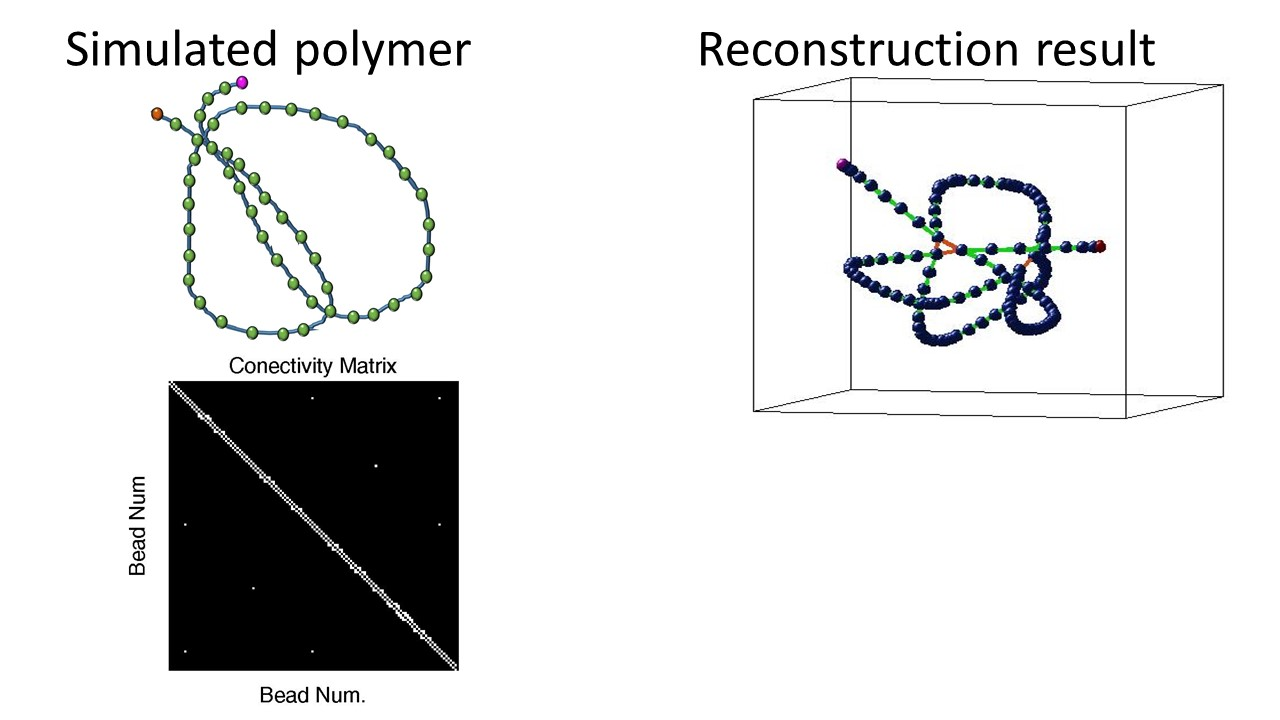 Simulated polymer
Reconstruction result
Conectivity Matrix
Bead Num
Bead Num.